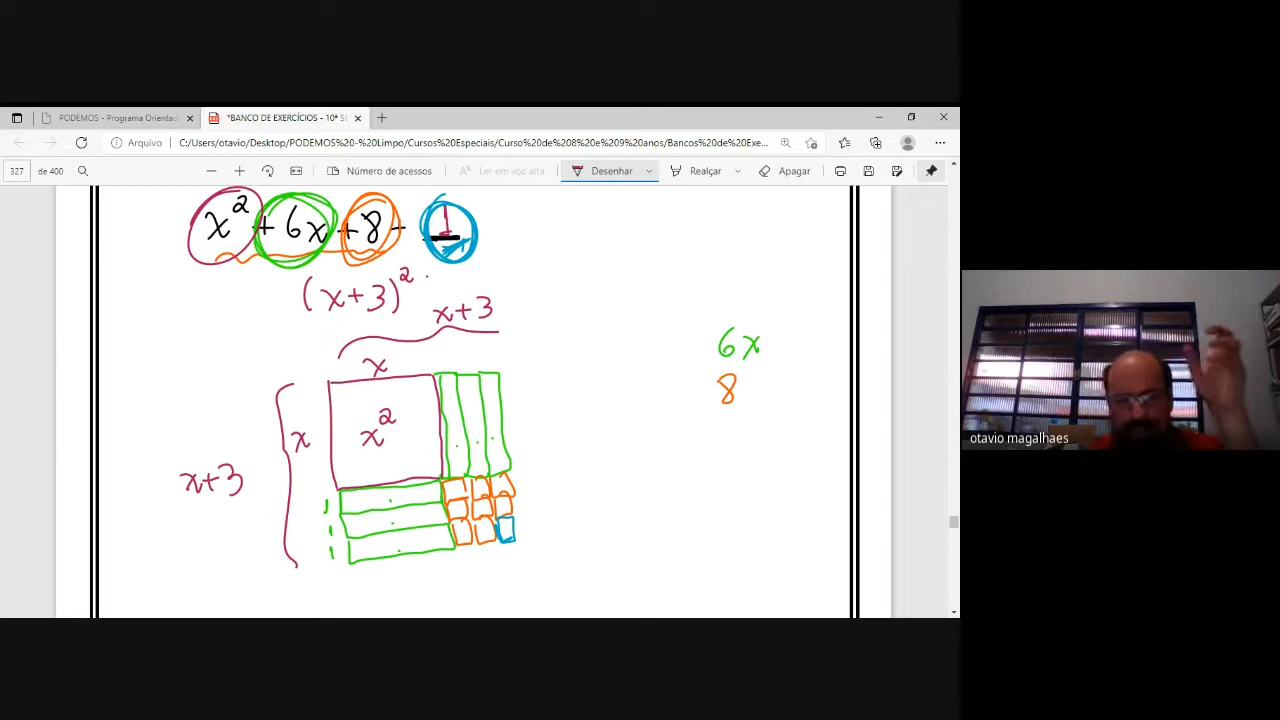 PODEMOS - Programa Orientad
*BANCO DE EXERCÍCIOS - 10ª SE
Arquivo C:/Users/otavio/Desktop/PODEMOS%20-%20Limpo/Cursos%20Especiais/Curso%20de%208%20e%209%20anos/Bancos%20de%20Exe...
327 de 400 Número de acessos Ler em voz alta Desenhar Realçar Apagar
x² + 6x + 8 + 1
(x+3)²
x+3
6x
x
8
x²
x
x+3
otavio magalhaes